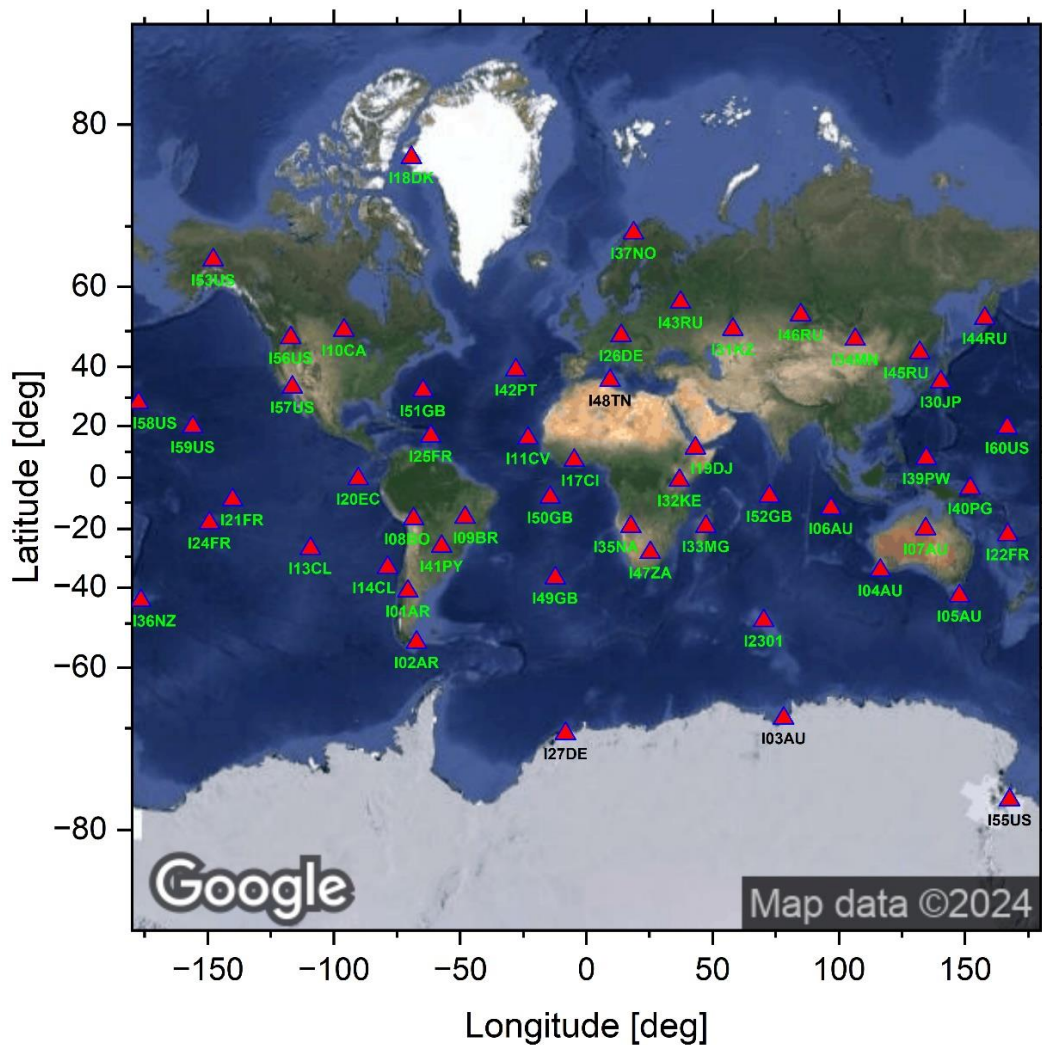 80
I18DK
I37NO
I53US
60
I43RU
I46RU
I44RU
I10CA
I26DE
I31KZ
I56US
I34MN
I45RU
40
I42PT
I48TN
I30JP
I57US
I51GB
I58US
I59US
20
I60US
I25FR
I11CV
I19DJ
I17CI
I39PW
0
I20EC
I32KE
I40PG
I21FR
I50GB
I52GB
I06AU
I24FR
I08BO
I09BR
−20
I35NA
I33MG
I07AU
I22FR
I13CL
I41PY
I47ZA
I14CL
I49GB
I04AU
−40
I01AR
I05AU
I36NZ
I2301
−60
I02AR
I27DE
I03AU
I55US
−80
Google
Map data ©2024
−150
−100
−50
0
50
100
150
Longitude [deg]
Latitude [deg]